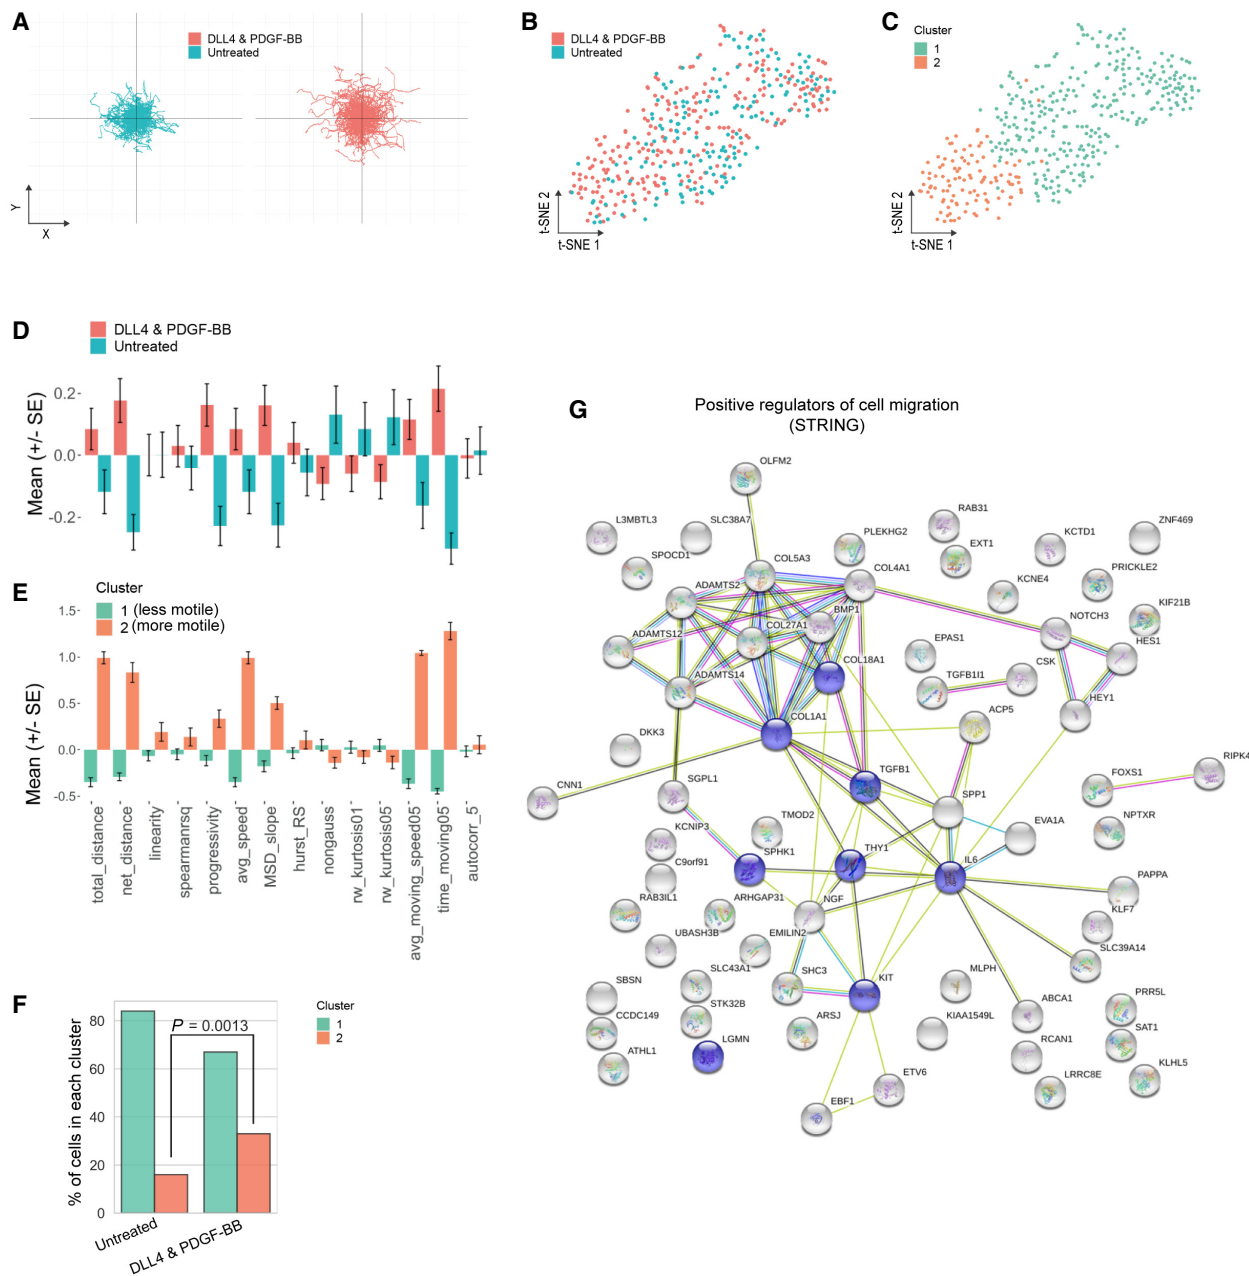 A
DLL4 & PDGF-BB
Untreated
Y
X
B
DLL4 & PDGF-BB
Untreated
t-SNE 2
t-SNE 1
C
Cluster
1
2
t-SNE 2
t-SNE 1
D
DLL4 & PDGF-BB
Untreated
Mean (+/- SE)
0.2
0.0
-0.2
E
Cluster
1 (less motile)
2 (more motile)
Mean (+/- SE)
1.5
1.0
0.5
0.0
-0.5
total_distance
net_distance
linearity
spearmanrsq
progressivity
avg_speed
MSD_slope
hurst_RS
nongauss
rw_kurtosis01
rw_kurtosis05
avg_moving_speed05
time_moving05
autocorr_5
F
Cluster
1
2
P = 0.0013
% of cells in each cluster
80
60
40
20
0
Untreated
DLL4 & PDGF-BB
G
Positive regulators of cell migration
(STRING)
OLFM2
L3MBTL3
SLC38A7
PLEKHG2
RAB31
ZNF469
SPOCD1
COL5A3
EXT1
KCTD1
ADAMTS2
COL4A1
KCNE4
PRICKLE2
BMP1
KIF21B
ADAMTS12
COL27A1
NOTCH3
HES1
EPAS1
COL18A1
CSK
ADAMTS14
TGFB1I1
HEY1
COL1A1
ACP5
DKK3
RIPK4
TGFB1
FOXS1
CNN1
SGPL1
SPP1
TMOD2
EVA1A
NPTXR
KCNIP3
SPHK1
THY1
IL6
C9orf91
PAPPA
RAB3IL1
ARHGAP31
NGF
KLF7
UBASH3B
EMILIN2
SLC39A14
SBSN
SLC43A1
SHC3
KIT
MLPH
STK32B
ABCA1
PRR5L
CCDC149
ARSJ
KIAA1549L
SAT1
LGMN
RCAN1
ATHL1
KLHL5
ETV6
LRRC8E
EBF1